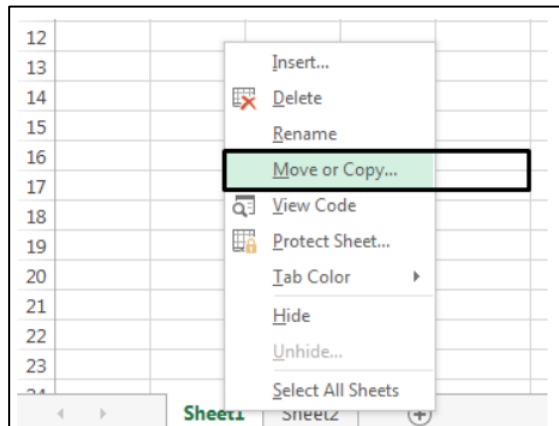 12
13
14
15
16
17
18
19
20
21
22
23
24
Insert...
Delete
Rename
Move or Copy...
View Code
Protect Sheet...
Tab Color
Hide
Unhide...
Select All Sheets
Sheet1 Sheet2